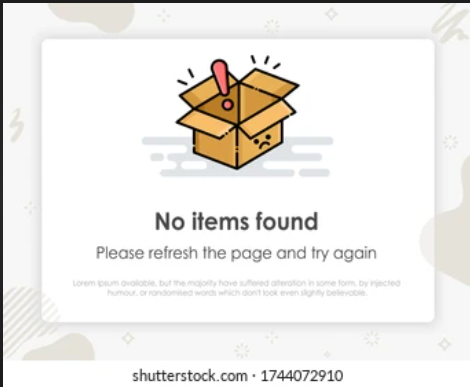 No items found
Please refresh the page and try again
Lorem Ipsum available, but the majority have suffered alteration in some form, by injected
humour, or randomised words which don't look even slightly believable.
shutterstock.com · 1744072910